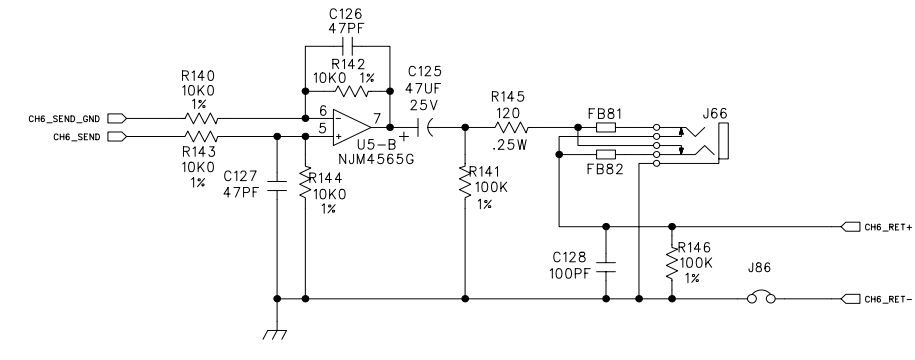 C126
47PF
R142
10K0 1%
C125
47UF
25V
R140
10K0
1%
R145
120
.25W
FB81
J66
CH6_SEND_GND
6
7
CH6_SEND
5
+
U5-B
NJM4565G
R143
10K0
1%
C127
47PF
R144
10K0
1%
R141
100K
1%
FB82
CH6_RET+
C128
100PF
R146
100K
1%
J86
CH6_RET-